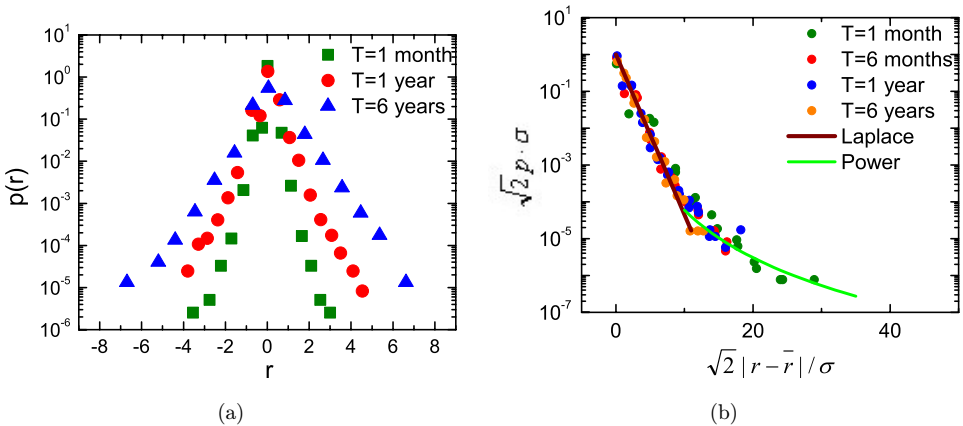 10^1
10^0
10^-1
10^-2
10^-3
10^-4
10^-5
10^-6
p(r)
T=1 month
T=1 year
T=6 years
-8 -6 -4 -2 0 2 4 6 8
r
(a)
10^1
10^-1
10^-3
10^-5
10^-7
√2 p · σ
T=1 month
T=6 months
T=1 year
T=6 years
Laplace
Power
0 20 40
√2 | r − r̄ | / σ
(b)